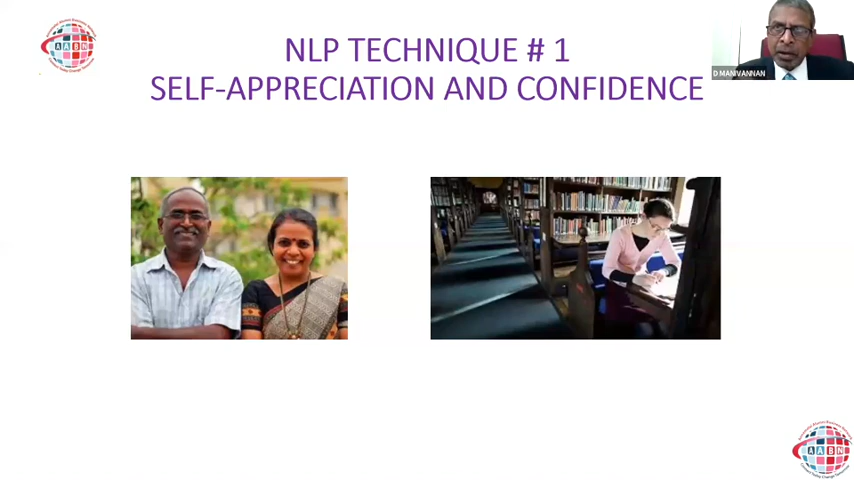 NLP TECHNIQUE # 1
SELF-APPRECIATION AND CONFIDENCE
D MANIVANNAN
AABN
AABN